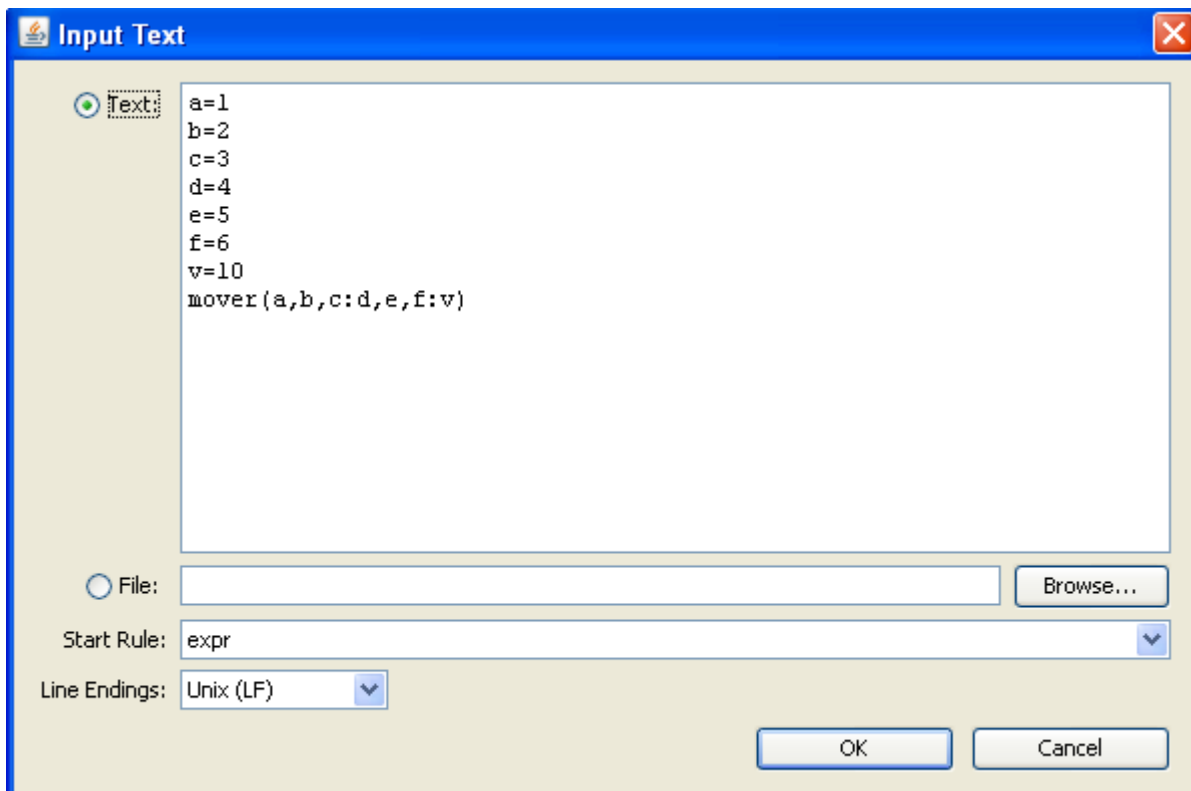 Input Text
Text:
a=1
b=2
c=3
d=4
e=5
f=6
v=10
mover(a,b,c:d,e,f:v)
File:
Browse...
Start Rule: expr
Line Endings: Unix (LF)
OK Cancel